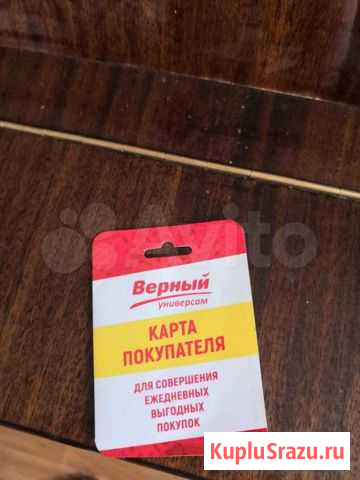 Avito
Верный
универсам
КАРТА
ПОКУПАТЕЛЯ
ДЛЯ СОВЕРШЕНИЯ
ЕЖЕДНЕВНЫХ
ВЫГОДНЫХ
ПОКУПОК
KupluSrazu.ru